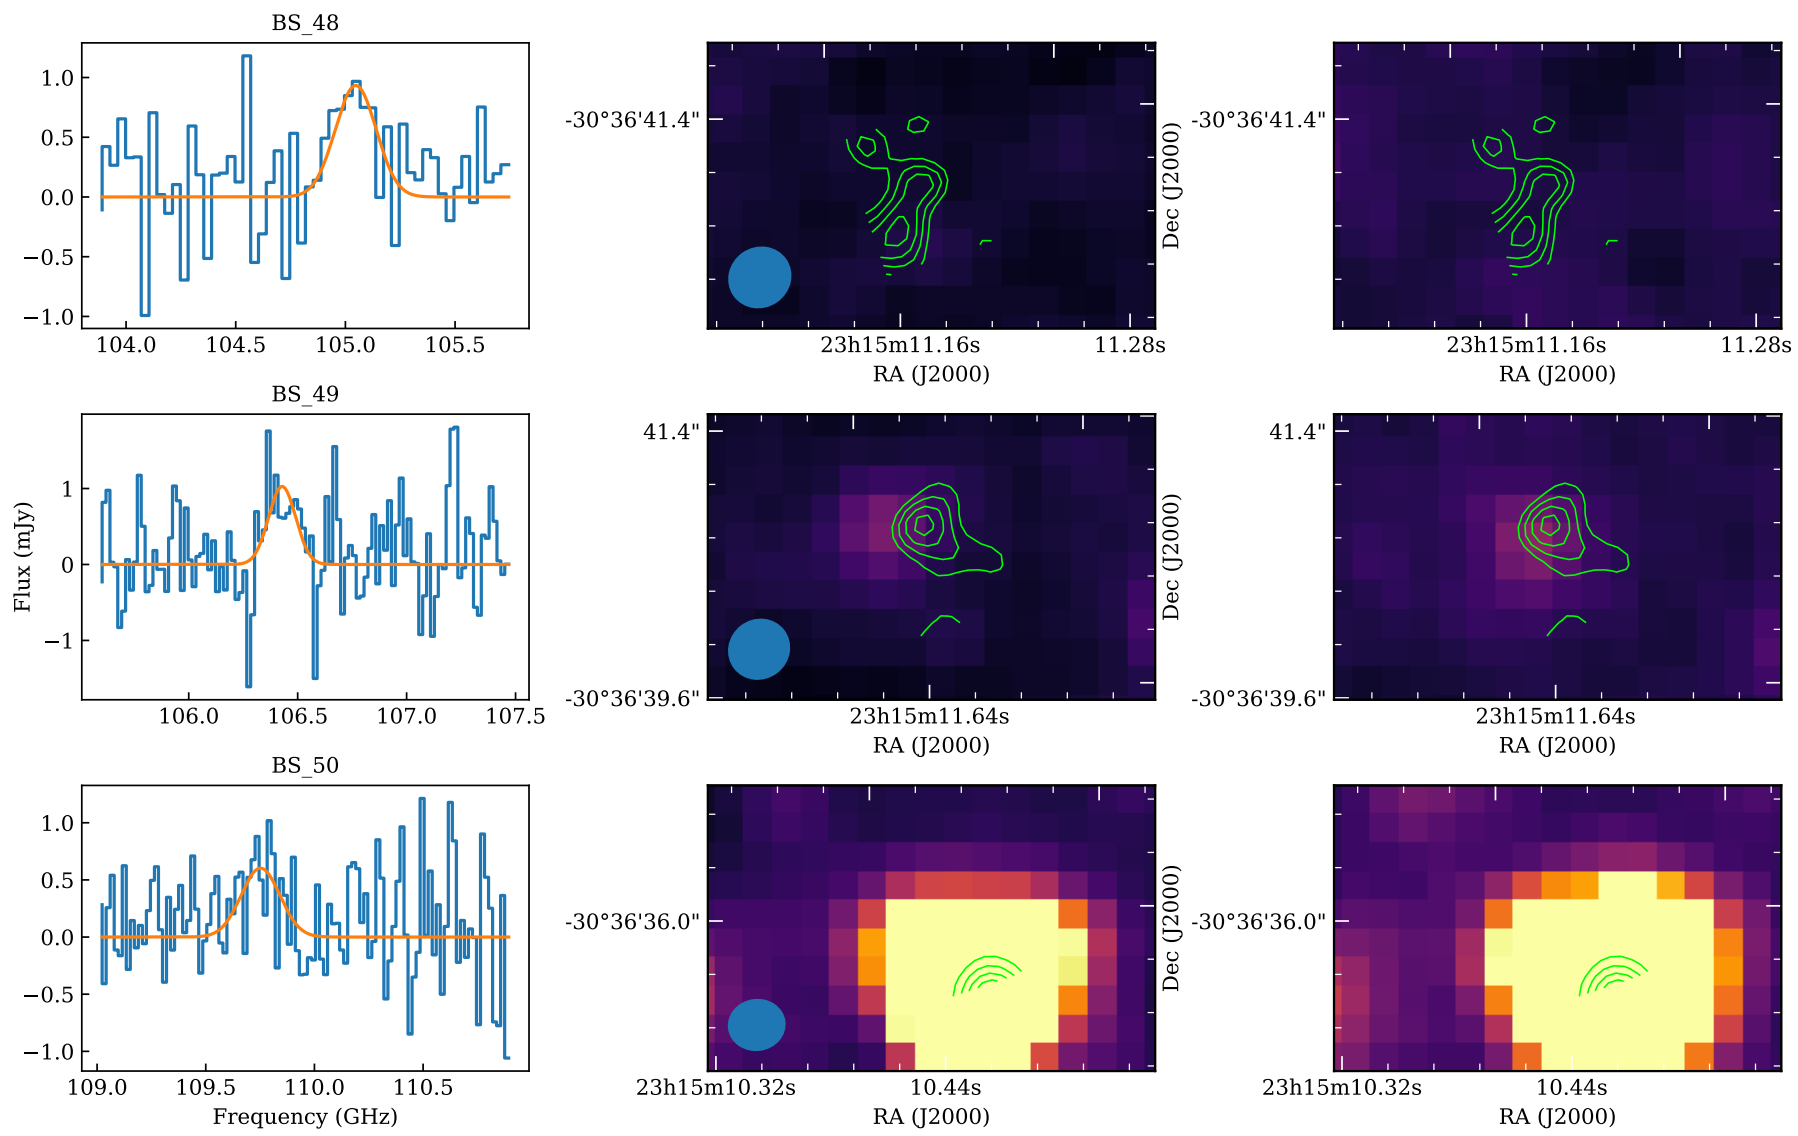 BS_48
1.0
0.5
0.0
−0.5
−1.0
104.0 104.5 105.0 105.5
-30°36'41.4"
23h15m11.16s 11.28s
RA (J2000)
Dec (J2000)
-30°36'41.4"
23h15m11.16s 11.28s
RA (J2000)
BS_49
Flux (mJy)
1
0
−1
106.0 106.5 107.0 107.5
41.4"
-30°36'39.6"
23h15m11.64s
RA (J2000)
Dec (J2000)
41.4"
-30°36'39.6"
23h15m11.64s
RA (J2000)
BS_50
1.0
0.5
0.0
−0.5
−1.0
109.0 109.5 110.0 110.5
Frequency (GHz)
-30°36'36.0"
23h15m10.32s 10.44s
RA (J2000)
Dec (J2000)
-30°36'36.0"
23h15m10.32s 10.44s
RA (J2000)